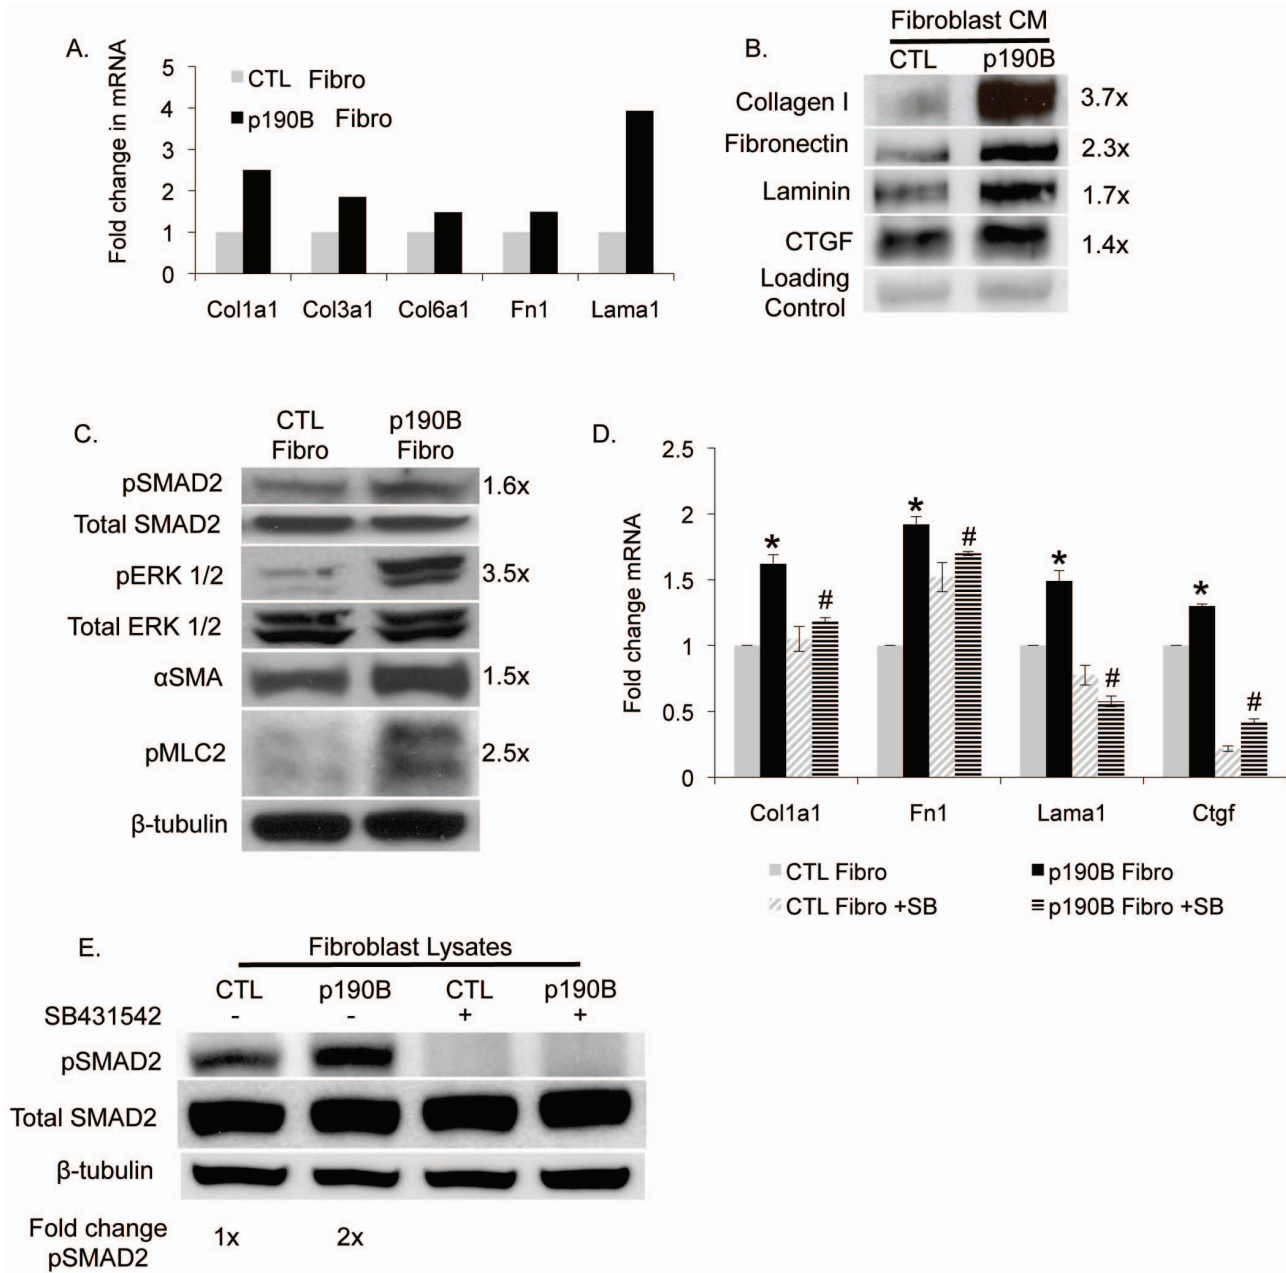 A.
Fold change in mRNA
5
4
3
2
1
0
CTL Fibro
p190B Fibro
Col1a1 Col3a1 Col6a1 Fn1 Lama1
B.
Fibroblast CM
CTL p190B
Collagen I 3.7x
Fibronectin 2.3x
Laminin 1.7x
CTGF 1.4x
Loading
Control
C.
CTL p190B
Fibro Fibro
pSMAD2 1.6x
Total SMAD2
pERK 1/2 3.5x
Total ERK 1/2
αSMA 1.5x
pMLC2 2.5x
β-tubulin
D.
Fold change mRNA
2.5
2
1.5
1
0.5
0
* # * # * # * #
Col1a1 Fn1 Lama1 Ctgf
CTL Fibro p190B Fibro
CTL Fibro +SB p190B Fibro +SB
E.
Fibroblast Lysates
CTL p190B CTL p190B
SB431542 - - + +
pSMAD2
Total SMAD2
β-tubulin
Fold change
pSMAD2
1x 2x